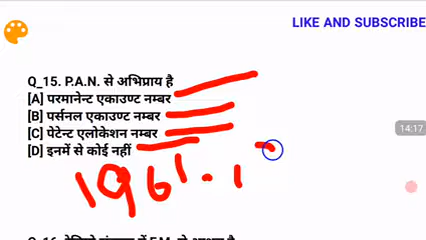 LIKE AND SUBSCRIBE
Q_15. P.A.N. से अभिप्राय है
[A] परमानेन्ट एकाउण्ट नम्बर
[B] पर्सनल एकाउण्ट नम्बर
14:17
[C] पेटेन्ट एलोकेशन नम्बर
[D] इनमें से कोई नहीं
1961.1